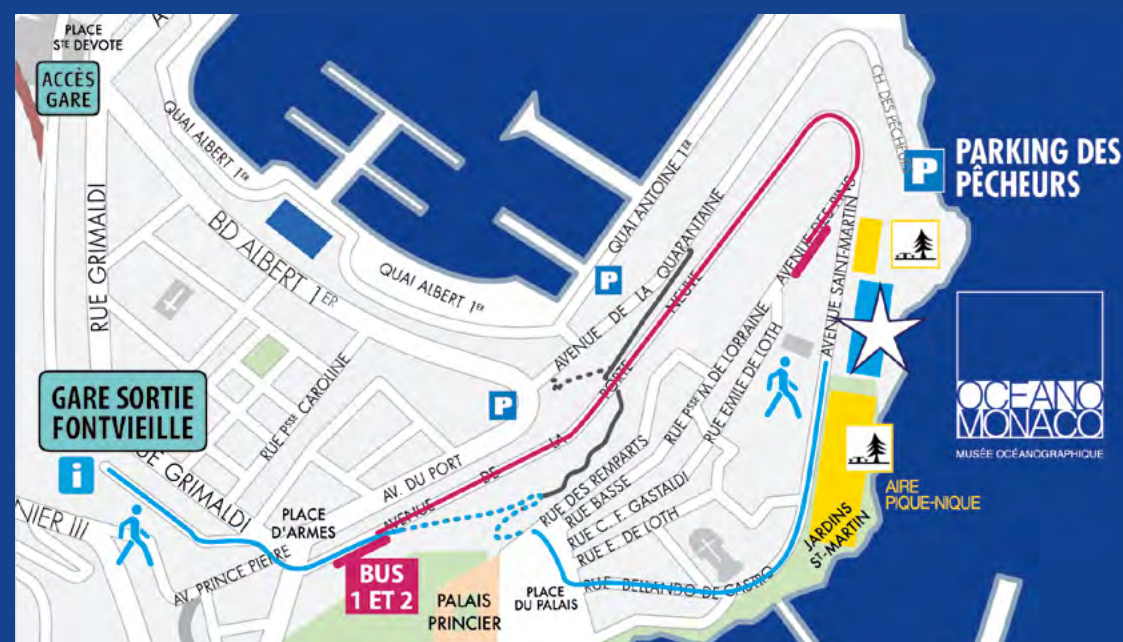 PLACE
STE DEVOTE
ACCÈS
GARE
QUAI ALBERT 1ER
RUE GRIMALDI
BD ALBERT 1ER
QUAI ALBERT 1ER
QUAI ANTOINE 1ER
AVENUE DE LA QUARANTAINE
CH. DES PÊCHEURS
P
PARKING DES
PÊCHEURS
P
P
AVENUE DES PINS
AVENUE SAINT-MARTIN
OCEANO
MONACO
MUSÉE OCÉANOGRAPHIQUE
GARE SORTIE
FONTVIEILLE
i
RUE GRIMALDI
RUE PSSE CAROLINE
AV. DU PORT
AVENUE DE LA PORTE NEUVE
PLACE
D'ARMES
AV. PRINCE PIERRE
BUS
1 ET 2
PALAIS
PRINCIER
PLACE
DU PALAIS
RUE DES REMPARTS
RUE BASSE
RUE C. F. GASTALDI
RUE E. DE LOTH
RUE PSSE M. DE LORRAINE
RUE EMILE DE LOTH
RUE BELLANDO DE CASTRO
JARDINS
ST-MARTIN
AIRE
PIQUE-NIQUE
NIER III